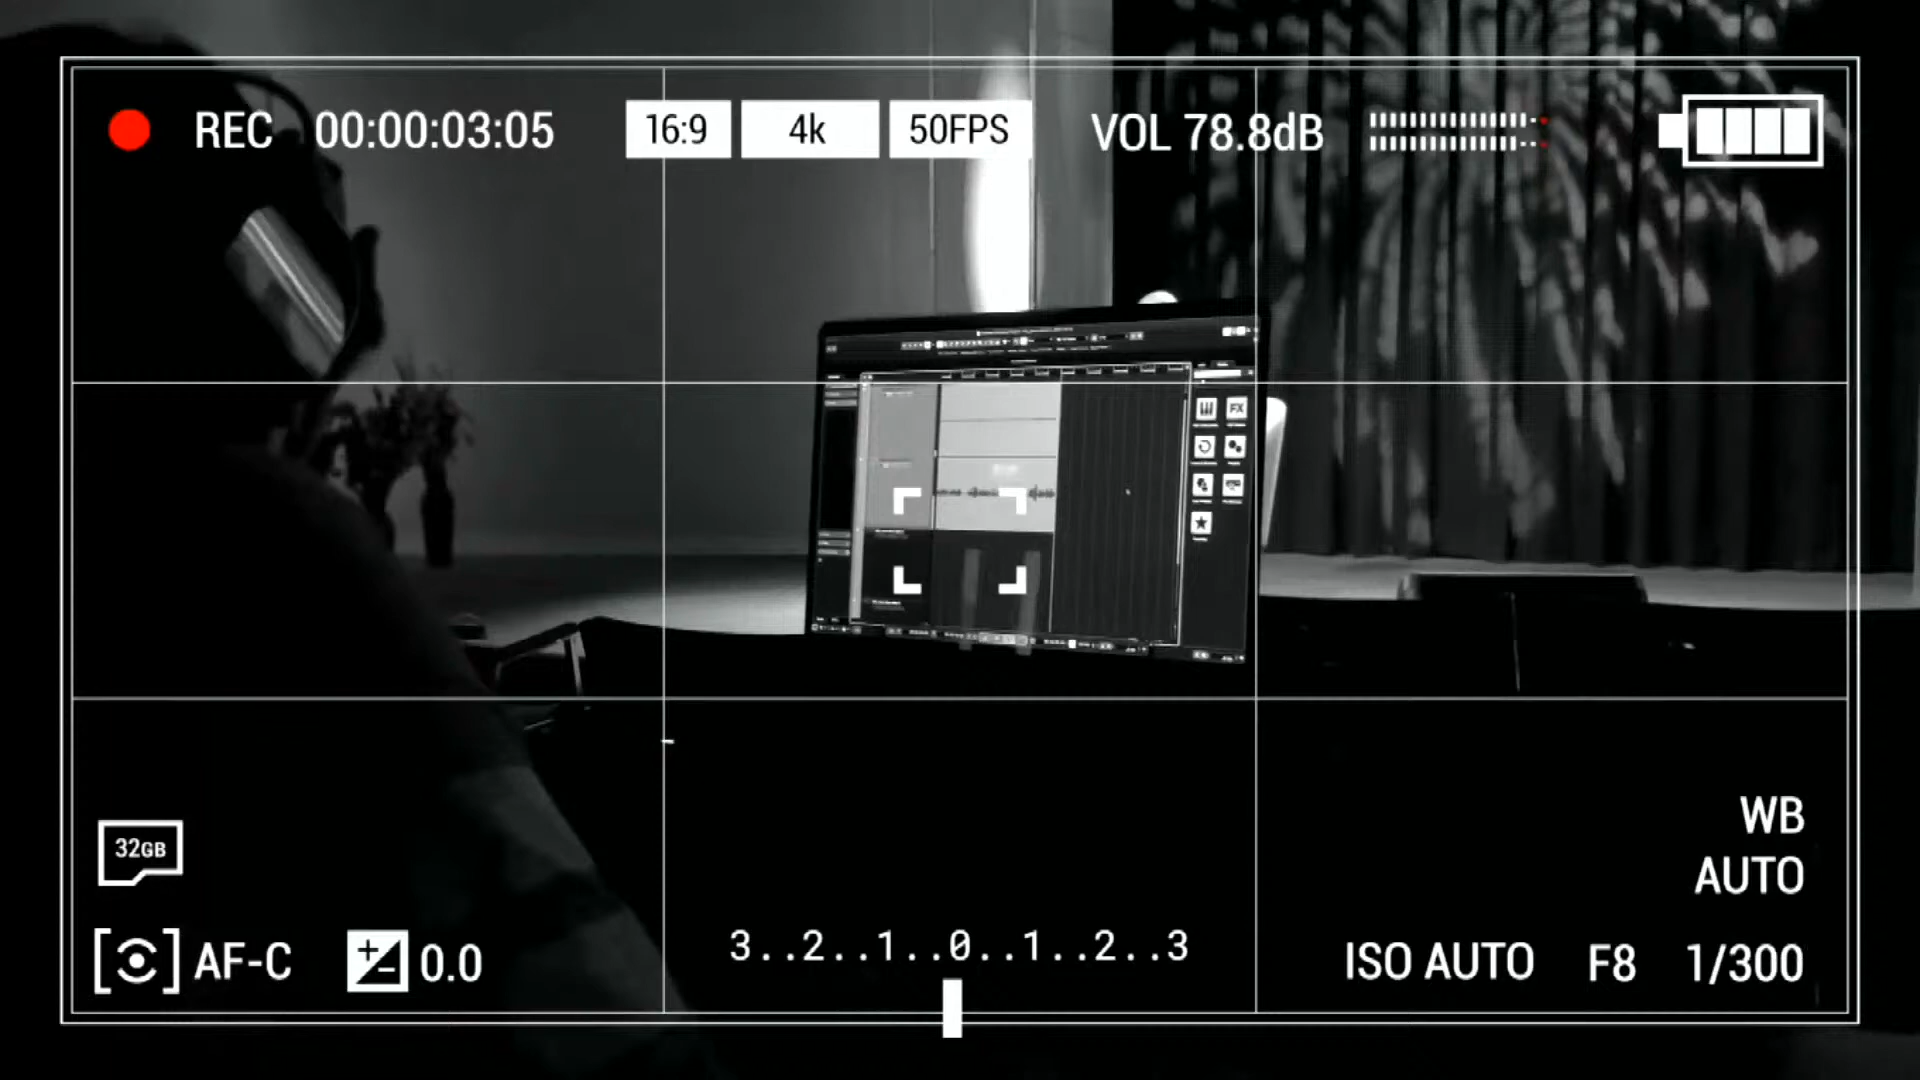 REC 00:00:03:05 16:9 4k 50FPS VOL 78.8dB
32GB
WB
AUTO
AF-C +/- 0.0
3..2..1..0..1..2..3
ISO AUTO F8 1/300
FX